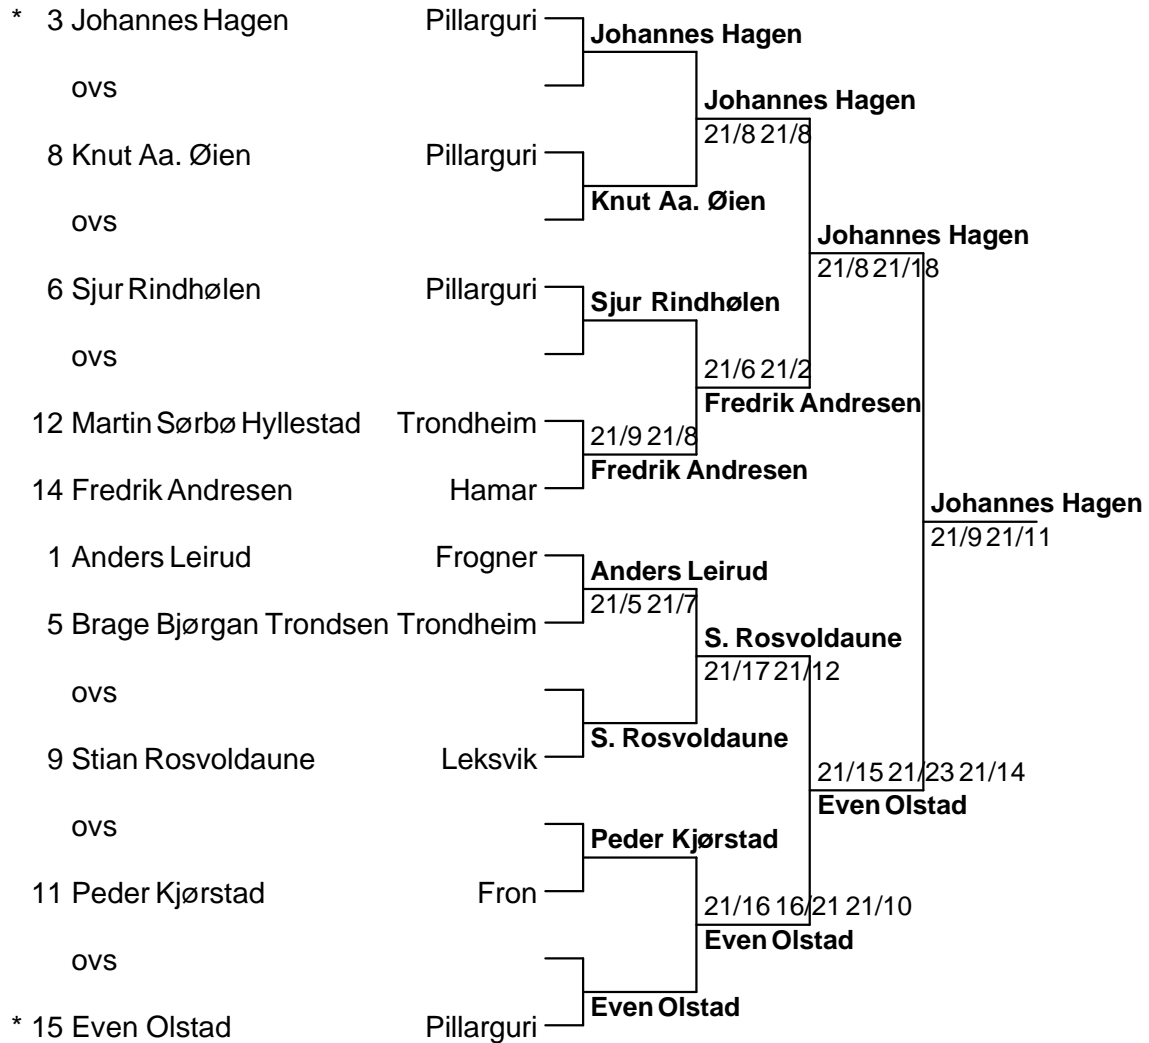 * 3 Johannes Hagen Pillarguri
Johannes Hagen
ovs
Johannes Hagen
21/8 21/8
8 Knut Aa. Øien Pillarguri
Knut Aa. Øien
ovs
Johannes Hagen
21/8 21/18
6 Sjur Rindhølen Pillarguri
Sjur Rindhølen
ovs
21/6 21/2
Fredrik Andresen
12 Martin Sørbø Hyllestad Trondheim
21/9 21/8
Fredrik Andresen
14 Fredrik Andresen Hamar
Johannes Hagen
21/9 21/11
1 Anders Leirud Frogner
Anders Leirud
21/5 21/7
5 Brage Bjørgan Trondsen Trondheim
S. Rosvoldaune
21/17 21/12
ovs
S. Rosvoldaune
9 Stian Rosvoldaune Leksvik
21/15 21/23 21/14
Even Olstad
ovs
Peder Kjørstad
11 Peder Kjørstad Fron
21/16 16/21 21/10
Even Olstad
ovs
Even Olstad
* 15 Even Olstad Pillarguri